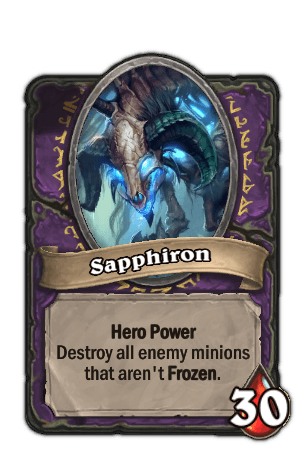 Sapphiron
Hero Power
Destroy all enemy minions
that aren't Frozen.
30